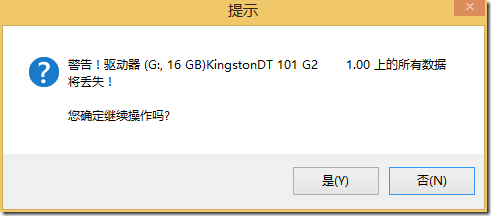 提示
警告！驱动器 (G:, 16 GB)KingstonDT 101 G2 1.00 上的所有数据
将丢失！
您确定继续操作吗?
是(Y)
否(N)